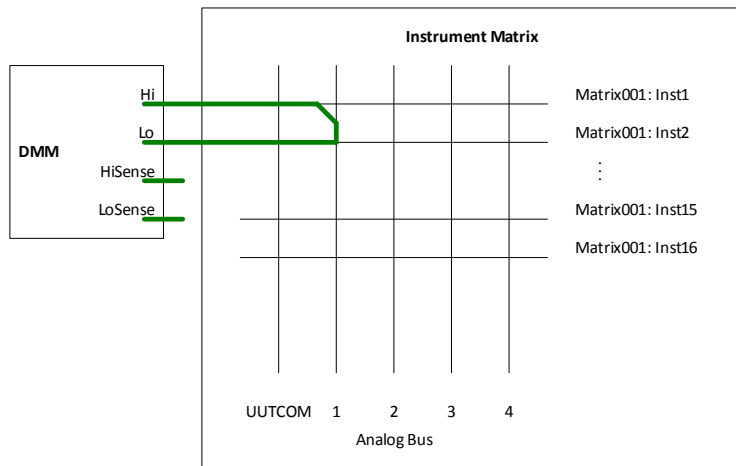 Instrument Matrix
Hi
Matrix001: Inst1
Lo
Matrix001: Inst2
DMM
HiSense
⋮
LoSense
Matrix001: Inst15
Matrix001: Inst16
UUTCOM 1 2 3 4
Analog Bus